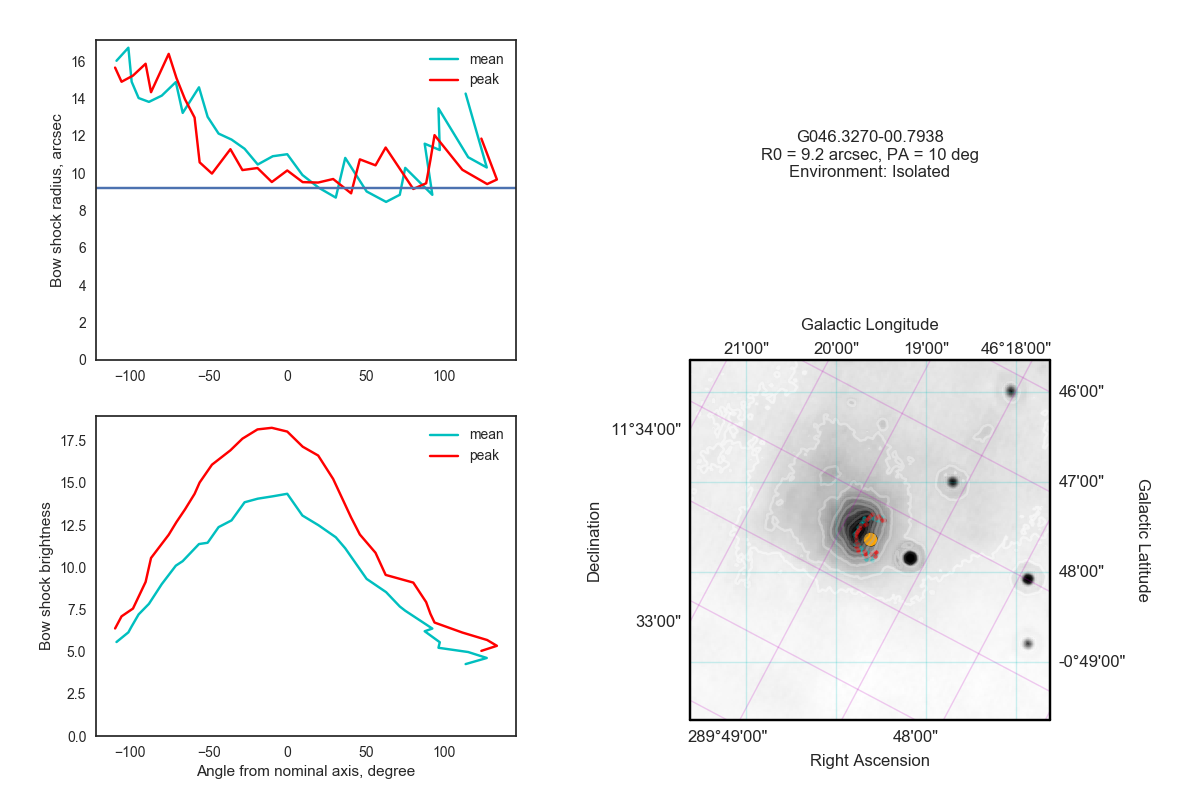 16
14
12
10
8
6
4
2
0
Bow shock radius, arcsec
mean
peak
−100
−50
0
50
100
17.5
15.0
12.5
10.0
7.5
5.0
2.5
0.0
Bow shock brightness
mean
peak
−100
−50
0
50
100
Angle from nominal axis, degree
G046.3270-00.7938
R0 = 9.2 arcsec, PA = 10 deg
Environment: Isolated
Galactic Longitude
21'00"
20'00"
19'00"
46°18'00"
11°34'00"
33'00"
Declination
46'00"
47'00"
48'00"
-0°49'00"
Galactic Latitude
289°49'00"
48'00"
Right Ascension